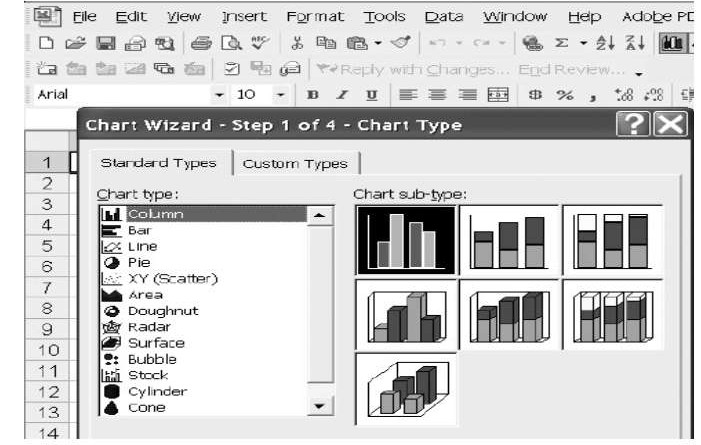 File Edit View Insert Format Tools Data Window Help Adobe PD
Reply with Changes... End Review...
Arial 10 B I U $ % , .00 .00
Chart Wizard - Step 1 of 4 - Chart Type ? X
Standard Types Custom Types
Chart type: Chart sub-type:
Column
Bar
Line
Pie
XY (Scatter)
Area
Doughnut
Radar
Surface
Bubble
Stock
Cylinder
Cone
1
2
3
4
5
6
7
8
9
10
11
12
13
14